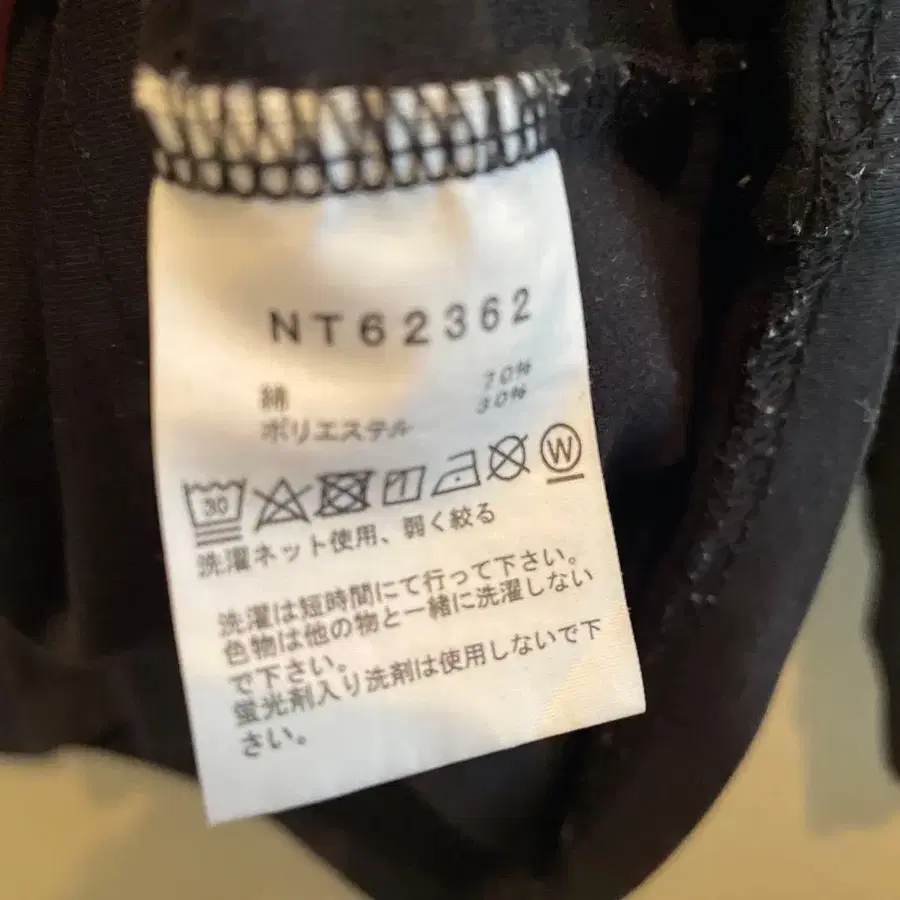 NT62362
綿 70%
ポリエステル 30%
30 W
洗濯ネット使用、弱く絞る
洗濯は短時間にて行って下さい。
色物は他の物と一緒に洗濯しない
で下さい。
蛍光剤入り洗剤は使用しないで下
さい。